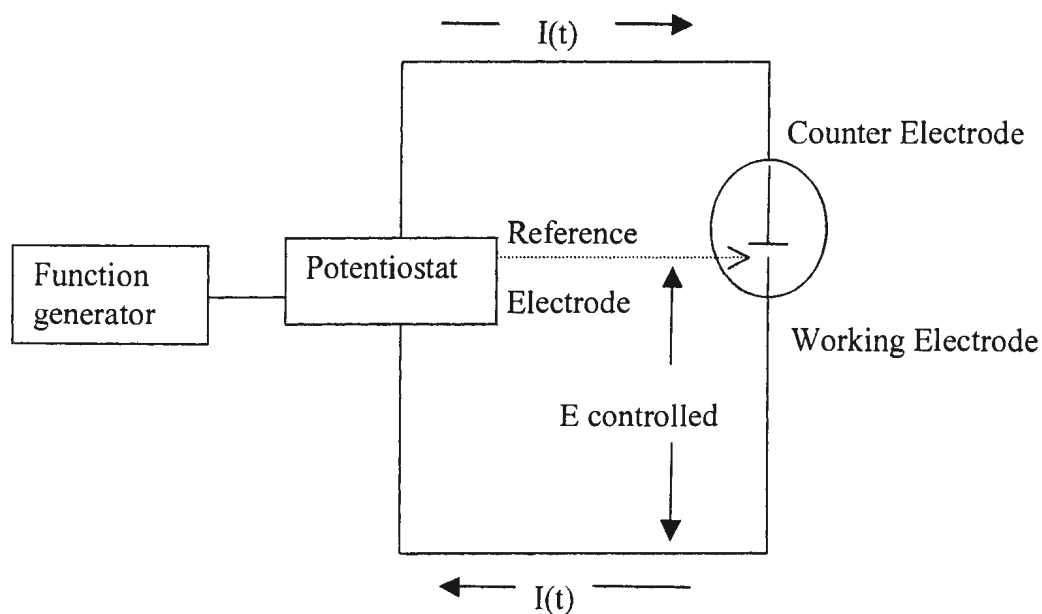 I(t)
Counter Electrode
Reference
Potentiostat
Function
generator
Electrode
Working Electrode
E controlled
I(t)